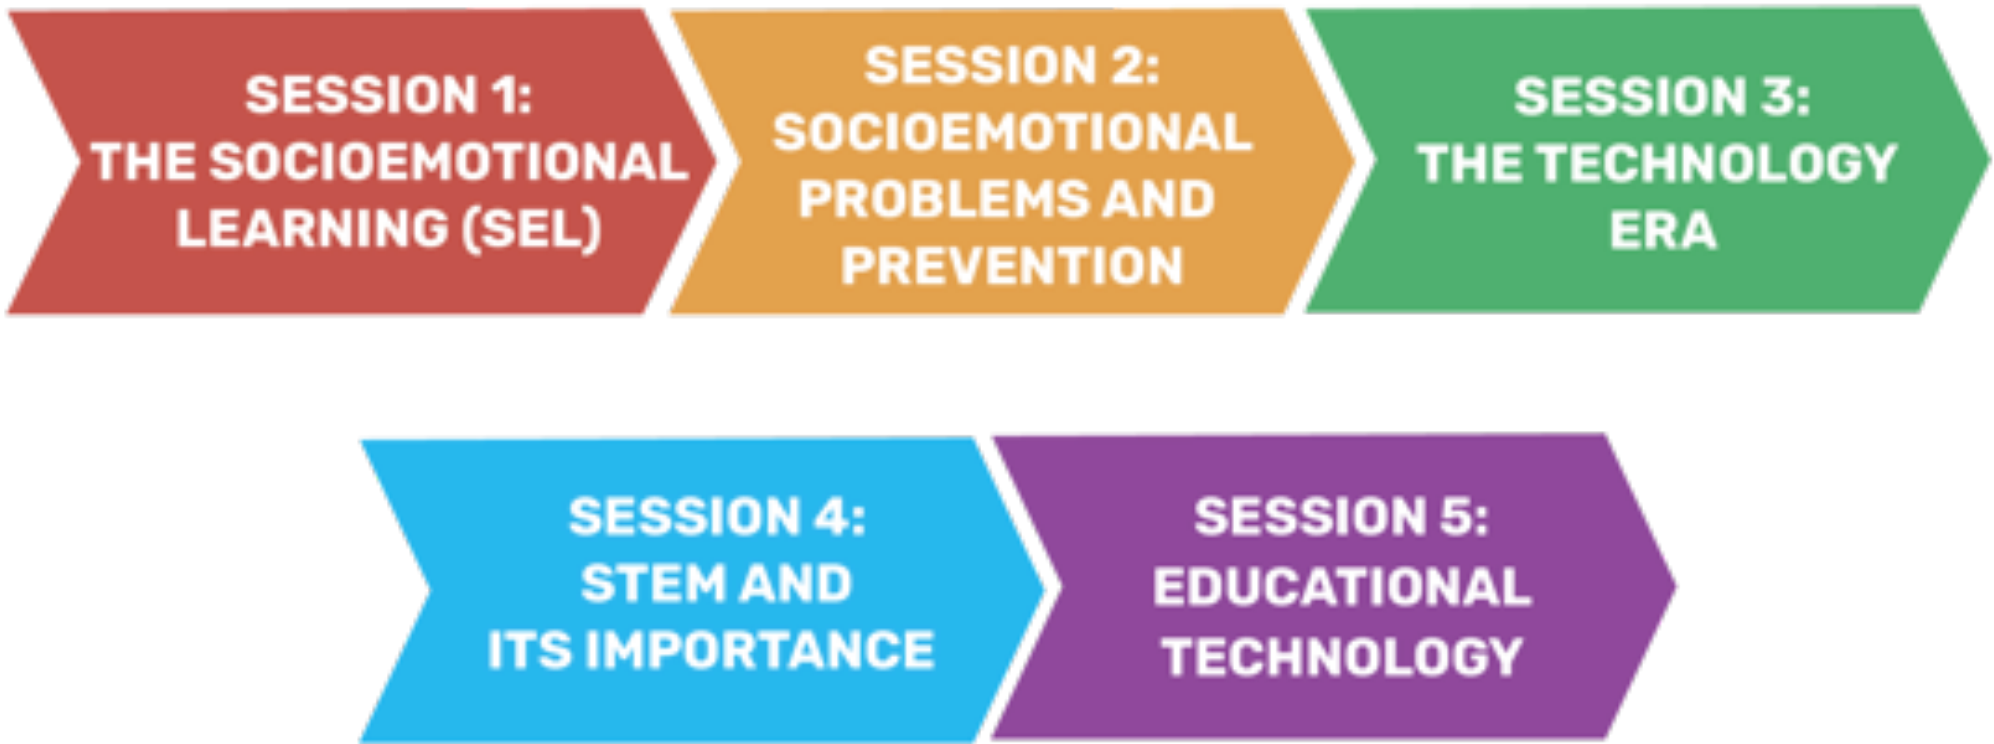 SESSION 1:
THE SOCIOEMOTIONAL
LEARNING (SEL)
SESSION 2:
SOCIOEMOTIONAL
PROBLEMS AND
PREVENTION
SESSION 3:
THE TECHNOLOGY
ERA
SESSION 4:
STEM AND
ITS IMPORTANCE
SESSION 5:
EDUCATIONAL
TECHNOLOGY